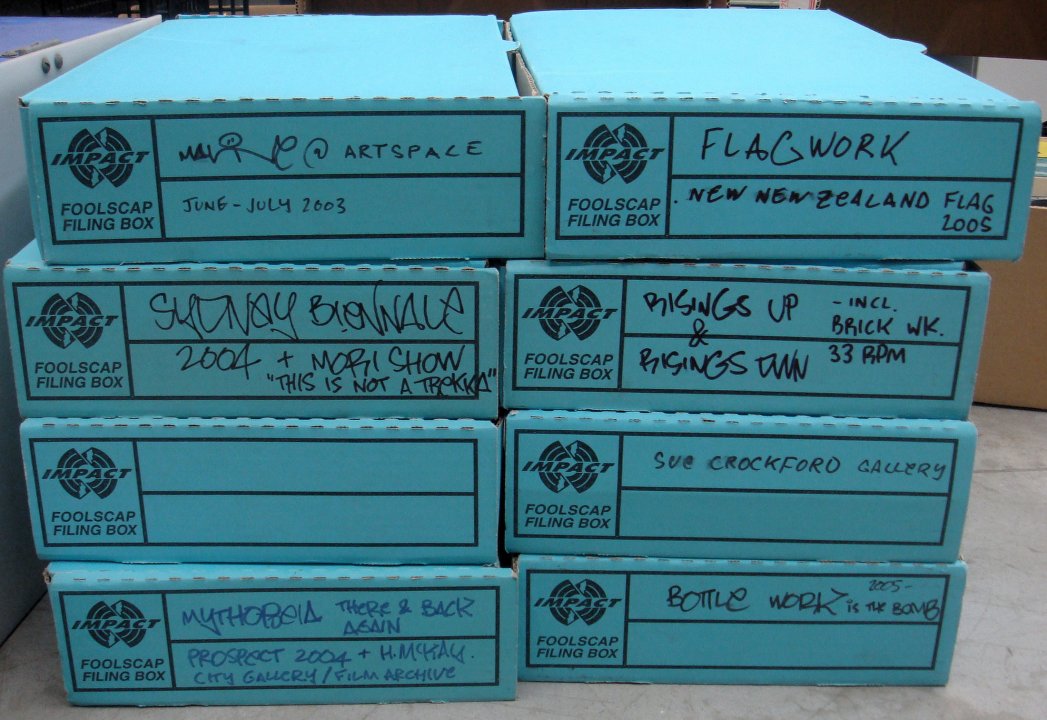 IMPACT
FOOLSCAP
FILING BOX
@ ARTSPACE
JUNE - JULY 2003
IMPACT
FOOLSCAP
FILING BOX
FLAGWORK
. NEW NEW ZEALAND FLAG
2005
IMPACT
FOOLSCAP
FILING BOX
SYDNEY BIENNALE
2004 + MORI SHOW
"THIS IS NOT A TREKKA"
IMPACT
FOOLSCAP
FILING BOX
RISINGS UP
&
RISINGS DWN
- INCL.
BRICK WK.
33 RPM
IMPACT
FOOLSCAP
FILING BOX
IMPACT
FOOLSCAP
FILING BOX
SUE CROCKFORD GALLERY
IMPACT
FOOLSCAP
FILING BOX
MYTHOPOEIA THERE & BACK
AGAIN
PROSPECT 2004 + H.MCKAY.
CITY GALLERY / FILM ARCHIVE
IMPACT
FOOLSCAP
FILING BOX
2005-
BOTTLE WORK IS THE BOMB